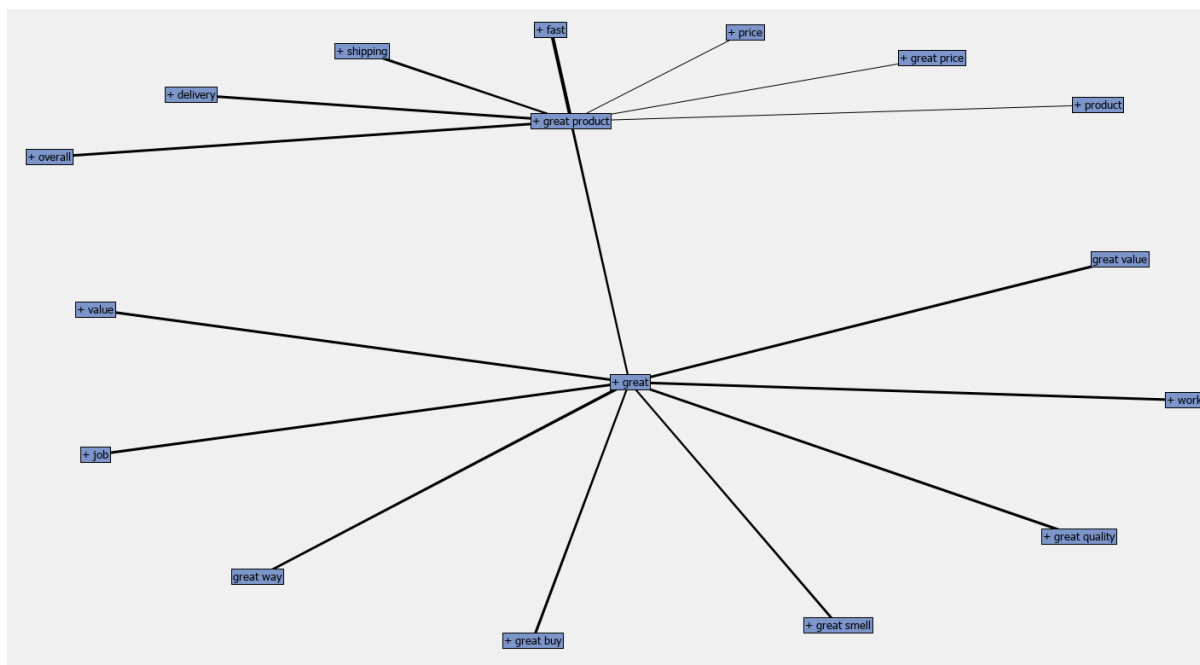 + fast
+ price
+ shipping
+ great price
+ delivery
+ product
+ great product
+ overall
great value
+ value
+ great
+ work
+ job
+ great quality
great way
+ great smell
+ great buy